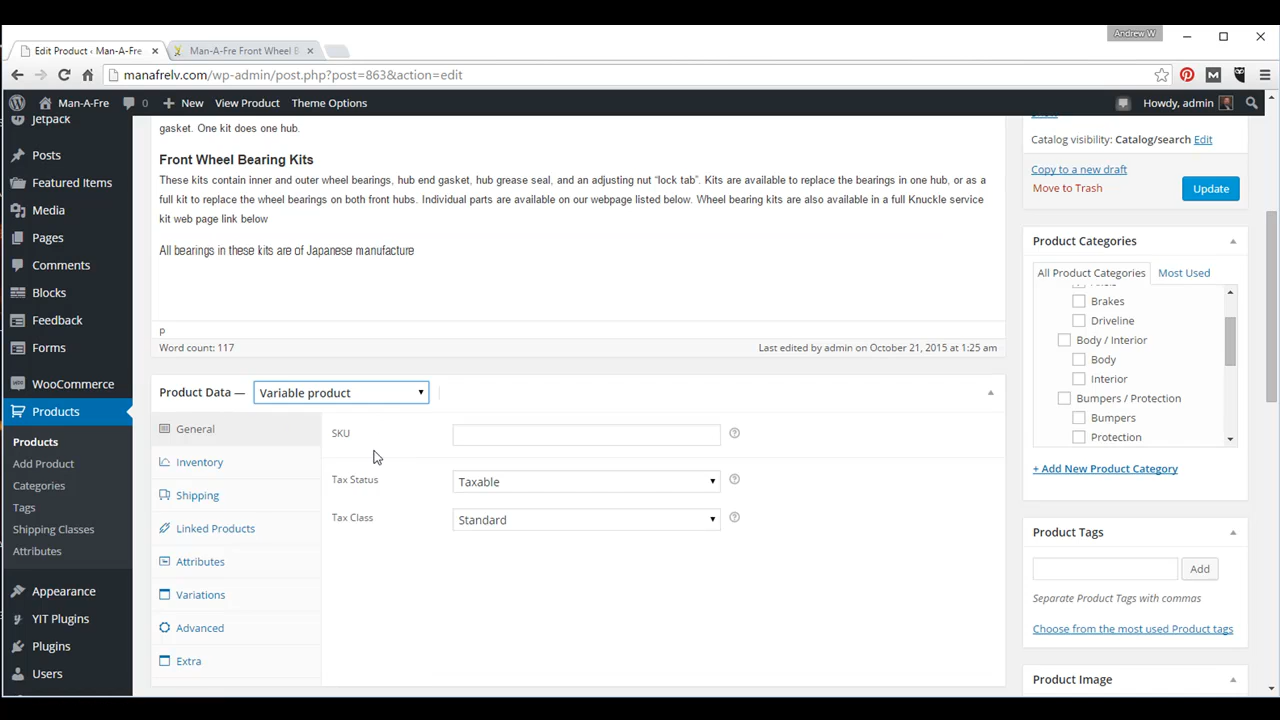 Andrew W
Edit Product ‹ Man-A-Fre
Man-A-Fre Front Wheel B
manafrelv.com/wp-admin/post.php?post=863&action=edit
Man-A-Fre
0
New
View Product
Theme Options
Howdy, admin
Jetpack
Posts
Featured Items
Media
Pages
Comments
Blocks
Feedback
Forms
WooCommerce
Products
Products
Add Product
Categories
Tags
Shipping Classes
Attributes
Appearance
YIT Plugins
Plugins
Users
gasket. One kit does one hub.
Front Wheel Bearing Kits
These kits contain inner and outer wheel bearings, hub end gasket, hub grease seal, and an adjusting nut “lock tab”. Kits are available to replace the bearings in one hub, or as a
full kit to replace the wheel bearings on both front hubs. Individual parts are available on our webpage listed below. Wheel bearing kits are also available in a full Knuckle service
kit web page link below
All bearings in these kits are of Japanese manufacture
p
Word count: 117
Last edited by admin on October 21, 2015 at 1:25 am
Product Data —
Variable product
General
Inventory
Shipping
Linked Products
Attributes
Variations
Advanced
Extra
SKU
Tax Status
Taxable
Tax Class
Standard
Catalog visibility: Catalog/search Edit
Copy to a new draft
Move to Trash
Update
Product Categories
All Product Categories
Most Used
Brakes
Driveline
Body / Interior
Body
Interior
Bumpers / Protection
Bumpers
Protection
+ Add New Product Category
Product Tags
Add
Separate Product Tags with commas
Choose from the most used Product tags
Product Image